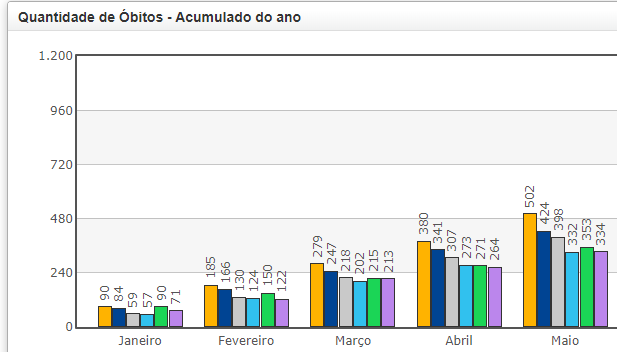 Quantidade de Óbitos - Acumulado do ano
1.200
960
720
480
240
0
90 84 59 57 90 71
185 166 130 124 150 122
279 247 218 202 215 213
380 341 307 273 271 264
502 424 398 332 353 334
Janeiro Fevereiro Março Abril Maio